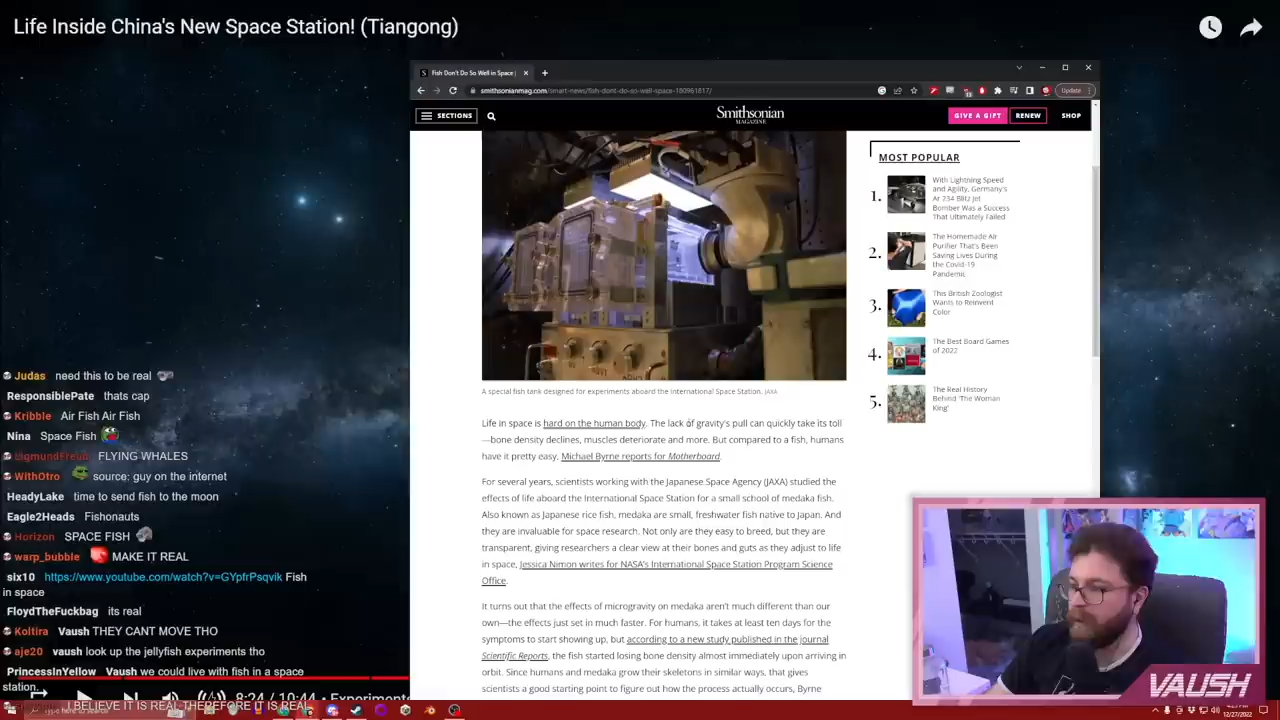 Life Inside China's New Space Station! (Tiangong)
Fish Don't Do So Well in Space |
smithsonianmag.com/smart-news/fish-dont-do-so-well-space-180961817/
Update
SECTIONS
Smithsonian
MAGAZINE
GIVE A GIFT
RENEW
SHOP
MOST POPULAR
1.
With Lightning Speed
and Agility, Germany's
Ar 234 Blitz Jet
Bomber Was a Success
That Ultimately Failed
2.
The Homemade Air
Purifier That's Been
Saving Lives During
the Covid-19
Pandemic
3.
This British Zoologist
Wants to Reinvent
Color
4.
The Best Board Games
of 2022
5.
The Real History
Behind 'The Woman
King'
A special fish tank designed for experiments aboard the International Space Station. JAXA
Life in space is hard on the human body. The lack of gravity's pull can quickly take its toll
—bone density declines, muscles deteriorate and more. But compared to a fish, humans
have it pretty easy, Michael Byrne reports for Motherboard.
For several years, scientists working with the Japanese Space Agency (JAXA) studied the
effects of life aboard the International Space Station for a small school of medaka fish.
Also known as Japanese rice fish, medaka are small, freshwater fish native to Japan. And
they are invaluable for space research. Not only are they easy to breed, but they are
transparent, giving researchers a clear view at their bones and guts as they adjust to life
in space, Jessica Nimon writes for NASA's International Space Station Program Science
Office.
It turns out that the effects of microgravity on medaka aren't much different than our
own—the effects just set in much faster. For humans, it takes at least ten days for the
symptoms to start showing up, but according to a new study published in the journal
Scientific Reports, the fish started losing bone density almost immediately upon arriving in
orbit. Since humans and medaka grow their skeletons in similar ways, that gives
scientists a good starting point to figure out how the process actually occurs, Byrne
Judas need this to be real
ResponsibleHate thats cap
Kribble Air Fish Air Fish
Nina Space Fish
SigmundFreud FLYING WHALES
WithOtro source: guy on the internet
HeadyLake time to send fish to the moon
Eagle2Heads Fishonauts
Horizon SPACE FISH
warp_bubble MAKE IT REAL
six10 https://www.youtube.com/watch?v=GYpfrPsqvik Fish
in space
FloydTheFuckbag its real
Koltira Vaush THEY CANT MOVE THO
aje20 vaush look up the jellyfish experiments tho
PrincessInYellow Vaush we could live with fish in a space
station.
I BELIEVE IT IS REAL THEREFORE IT IS REAL
8:24 / 10:44 • Experiments
VAUSH
12/27/2022